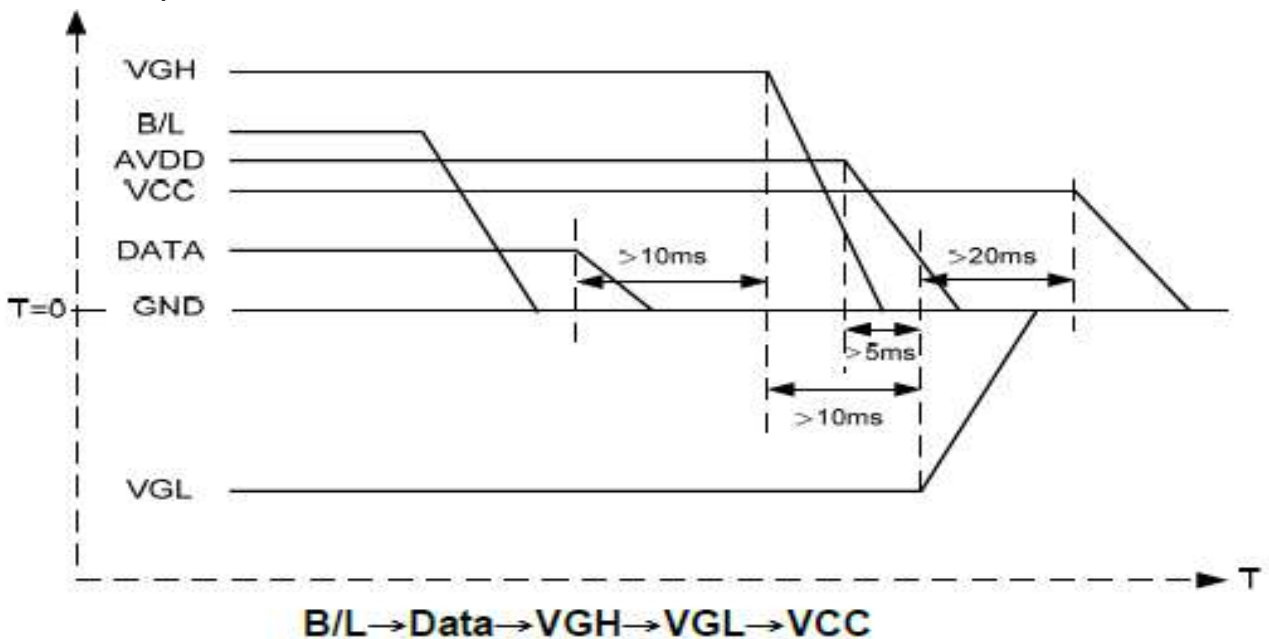 VGH
B/L
AVDD
VCC
DATA
>10ms
>20ms
T=0
GND
>5ms
>10ms
VGL
T
B/L→Data→VGH→VGL→VCC